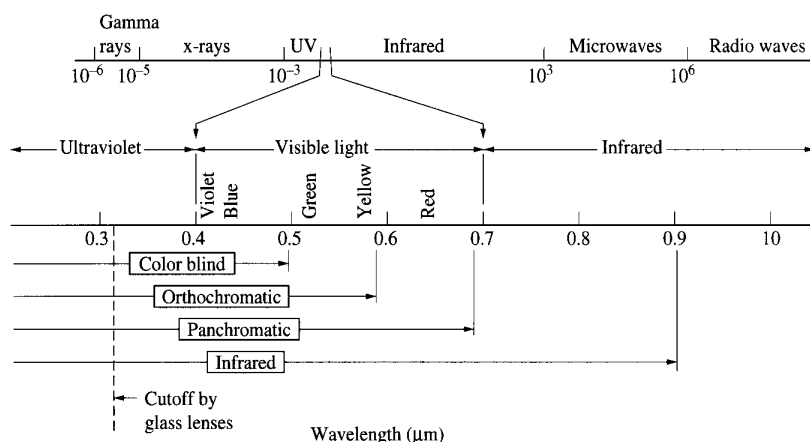 Gamma
rays x-rays UV Infrared Microwaves Radio waves
10⁻⁶ 10⁻⁵ 10⁻³ 10³ 10⁶
Ultraviolet Visible light Infrared
Violet Blue Green Yellow Red
0.3 0.4 0.5 0.6 0.7 0.8 0.9 10
Color blind
Orthochromatic
Panchromatic
Infrared
Cutoff by
glass lenses
Wavelength (μm)